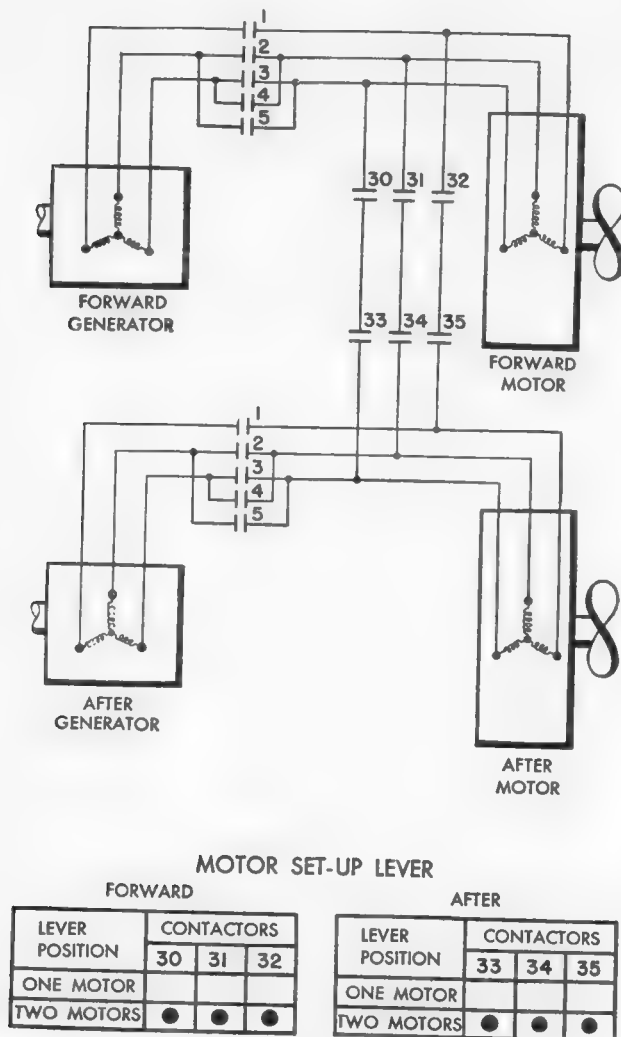 1
2
3
4
5
30 31 32
FORWARD
GENERATOR
33 34 35
FORWARD
MOTOR
1
2
3
4
5
AFTER
GENERATOR
AFTER
MOTOR
MOTOR SET-UP LEVER
FORWARD
LEVER POSITION CONTACTORS
30 31 32
ONE MOTOR
TWO MOTORS ● ● ●
AFTER
LEVER POSITION CONTACTORS
33 34 35
ONE MOTOR
TWO MOTORS ● ● ●